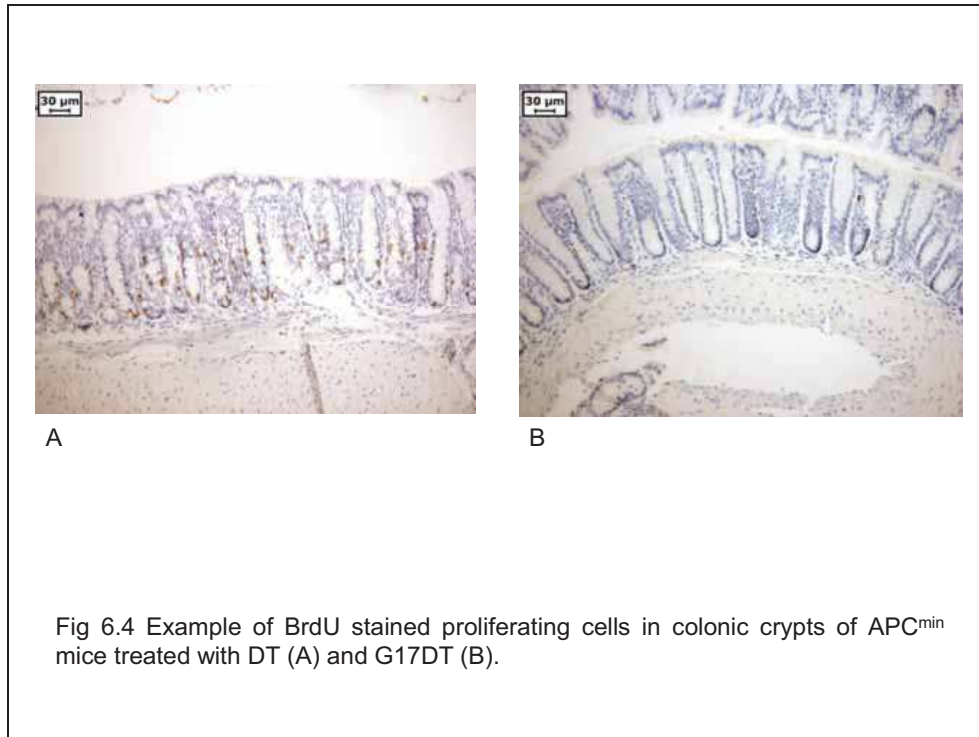 30 µm
30 µm
A
B
Fig 6.4 Example of BrdU stained proliferating cells in colonic crypts of APCmin
mice treated with DT (A) and G17DT (B).